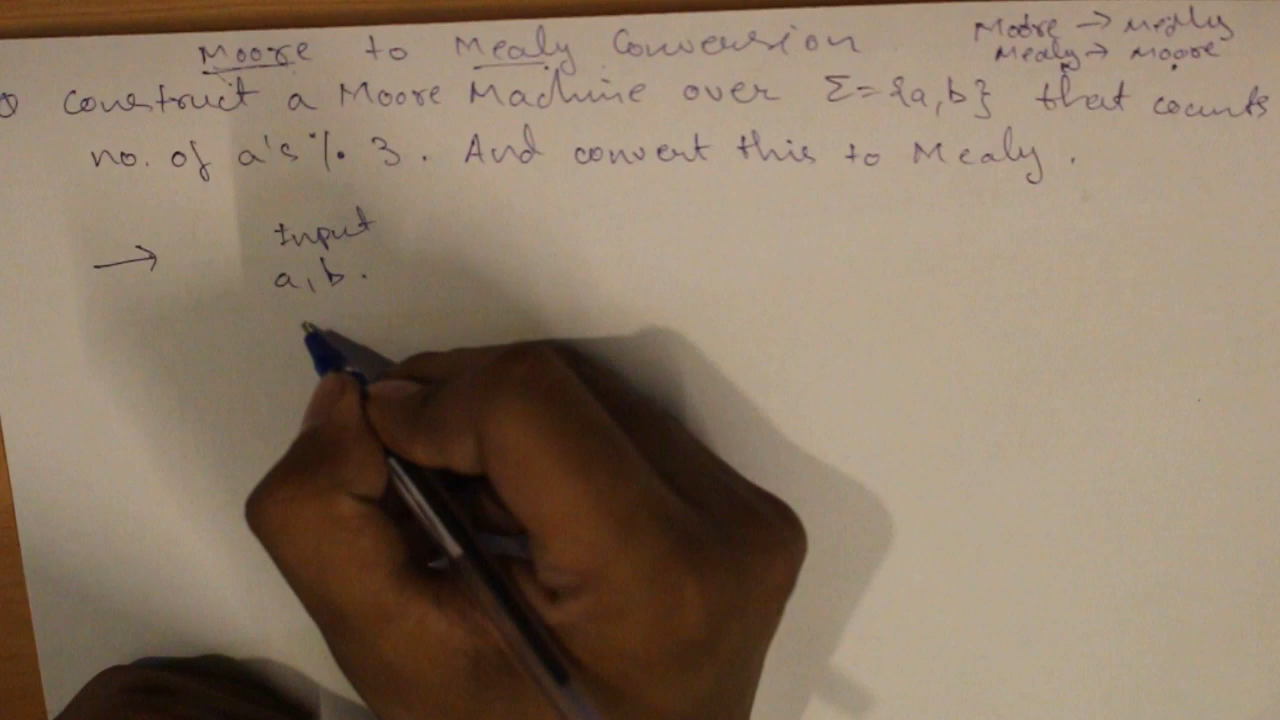 Moore to Mealy Conversion
Moore → Mealy
Mealy → Moore
Construct a Moore Machine over Σ={a,b} that counts
no. of a's % 3. And convert this to Mealy.
→ Input
a,b.